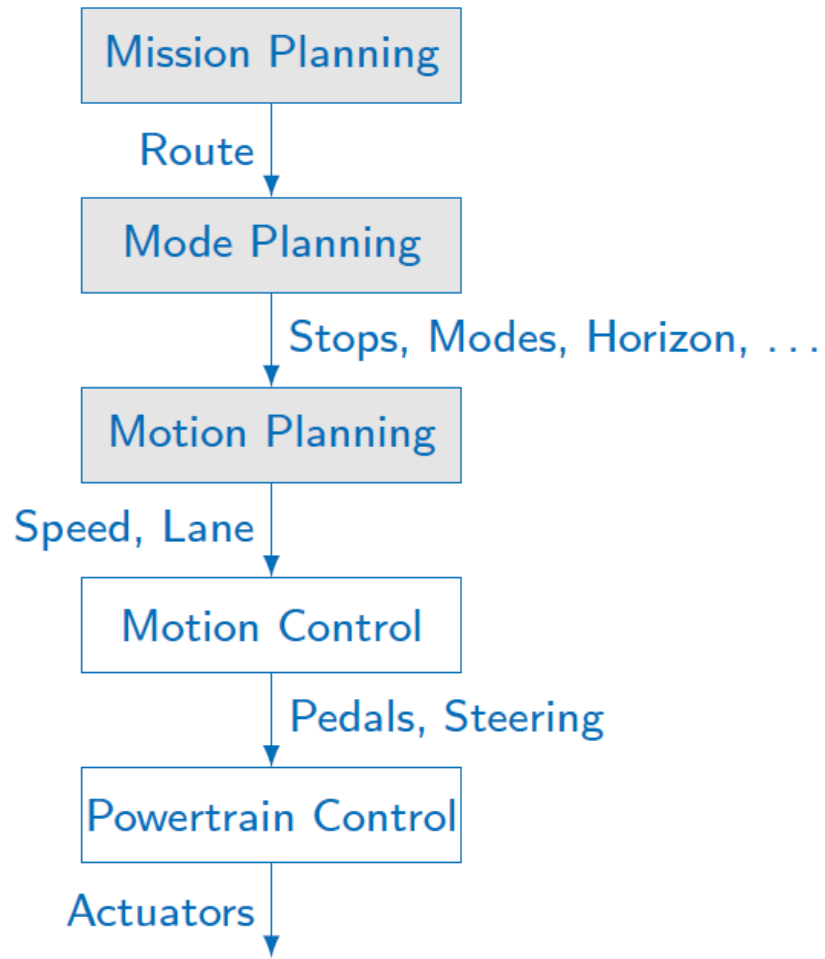 Mission Planning
Route
Mode Planning
Stops, Modes, Horizon, ...
Motion Planning
Speed, Lane
Motion Control
Pedals, Steering
Powertrain Control
Actuators